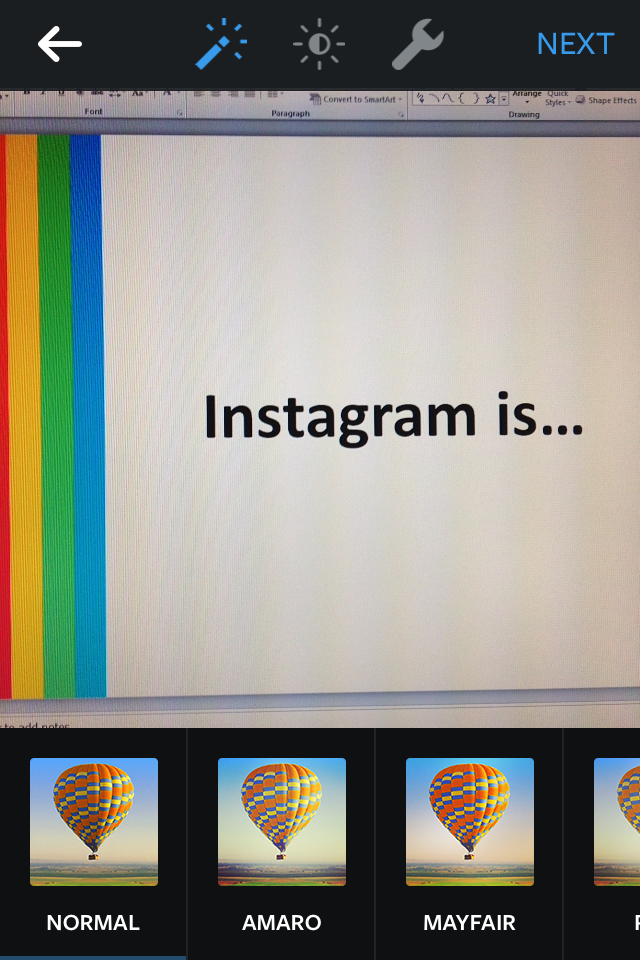 NEXT
Convert to SmartArt
Arrange
Quick
Styles
Shape Effects
Font
Paragraph
Drawing
Instagram is...
to add notes
NORMAL
AMARO
MAYFAIR